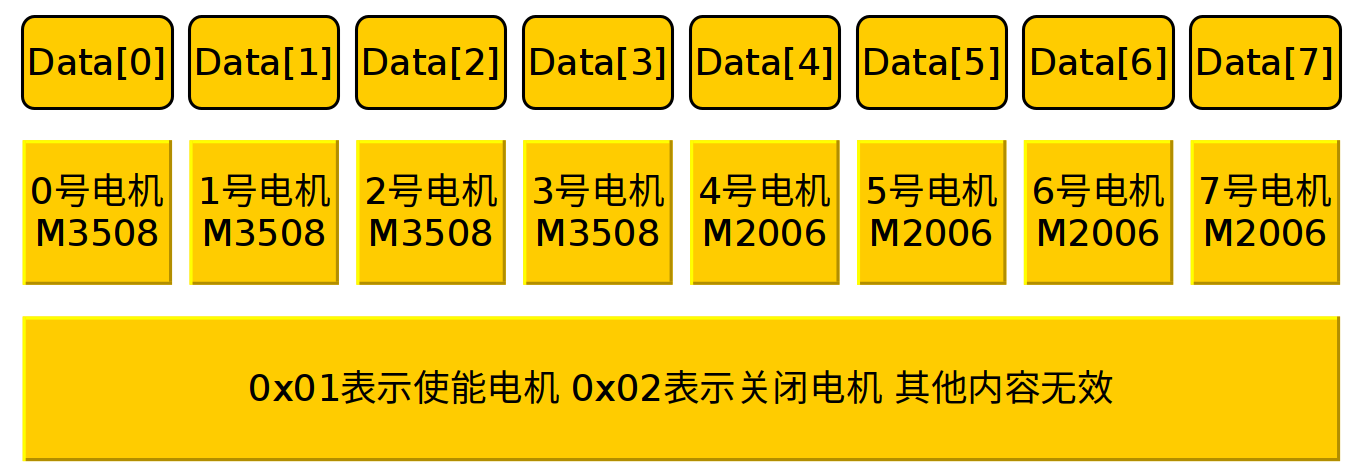 Data[0] Data[1] Data[2] Data[3] Data[4] Data[5] Data[6] Data[7]
0号电机 1号电机 2号电机 3号电机 4号电机 5号电机 6号电机 7号电机
M3508 M3508 M3508 M3508 M2006 M2006 M2006 M2006
0x01表示使能电机 0x02表示关闭电机 其他内容无效